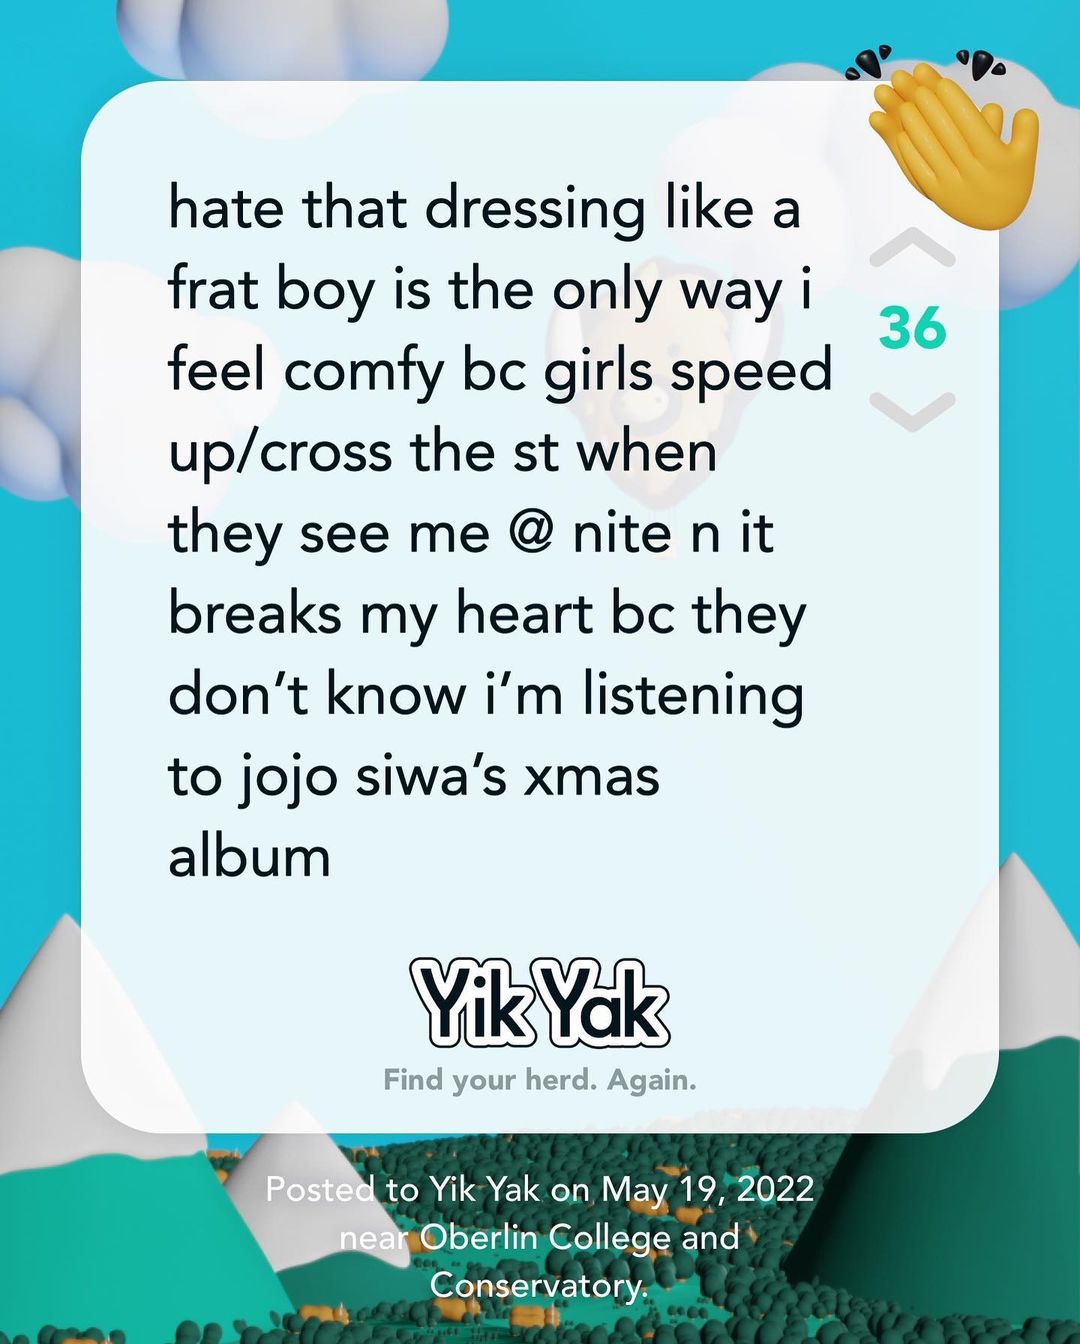 hate that dressing like a
frat boy is the only way i
feel comfy bc girls speed
up/cross the st when
they see me @ nite n it
breaks my heart bc they
don’t know i’m listening
to jojo siwa’s xmas
album
36
Yik Yak
Find your herd. Again.
Posted to Yik Yak on May 19, 2022
near Oberlin College and
Conservatory.